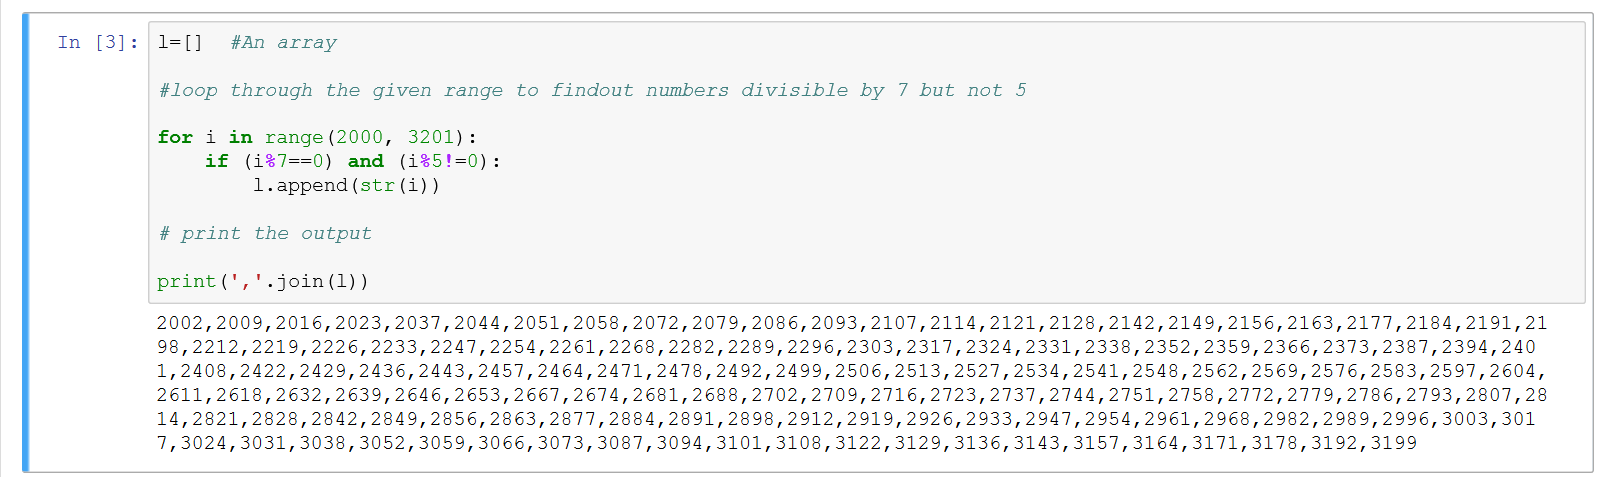 In [3]: l=[]  #An array
#loop through the given range to findout numbers divisible by 7 but not 5
for i in range(2000, 3201):
    if (i%7==0) and (i%5!=0):
        l.append(str(i))
# print the output
print(','.join(l))
2002,2009,2016,2023,2037,2044,2051,2058,2072,2079,2086,2093,2107,2114,2121,2128,2142,2149,2156,2163,2177,2184,2191,21
98,2212,2219,2226,2233,2247,2254,2261,2268,2282,2289,2296,2303,2317,2324,2331,2338,2352,2359,2366,2373,2387,2394,240
1,2408,2422,2429,2436,2443,2457,2464,2471,2478,2492,2499,2506,2513,2527,2534,2541,2548,2562,2569,2576,2583,2597,2604,
2611,2618,2632,2639,2646,2653,2667,2674,2681,2688,2702,2709,2716,2723,2737,2744,2751,2758,2772,2779,2786,2793,2807,28
14,2821,2828,2842,2849,2856,2863,2877,2884,2891,2898,2912,2919,2926,2933,2947,2954,2961,2968,2982,2989,2996,3003,301
7,3024,3031,3038,3052,3059,3066,3073,3087,3094,3101,3108,3122,3129,3136,3143,3157,3164,3171,3178,3192,3199